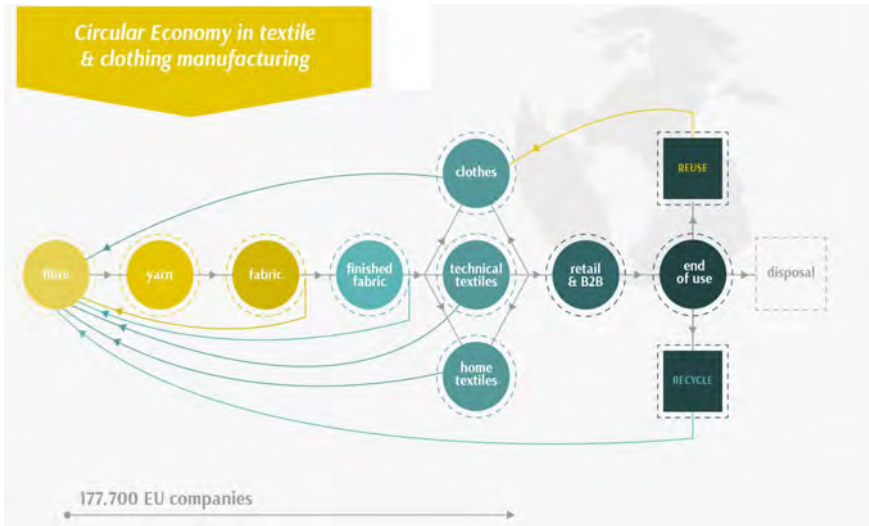 Circular Economy in textile
& clothing manufacturing
clothes
REUSE
fibre
yarn
fabric
finished
fabric
technical
textiles
retail
& B2B
end
of use
disposal
home
textiles
RECYCLE
177.700 EU companies